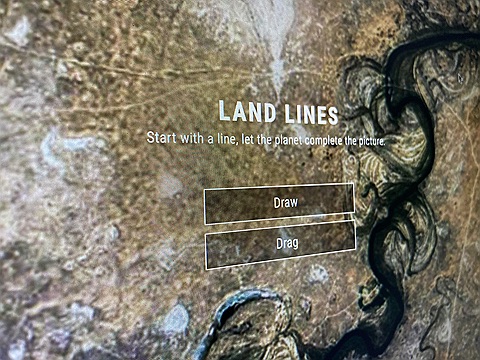 LAND LINES
Start with a line, let the planet complete the picture.
Draw
Drag